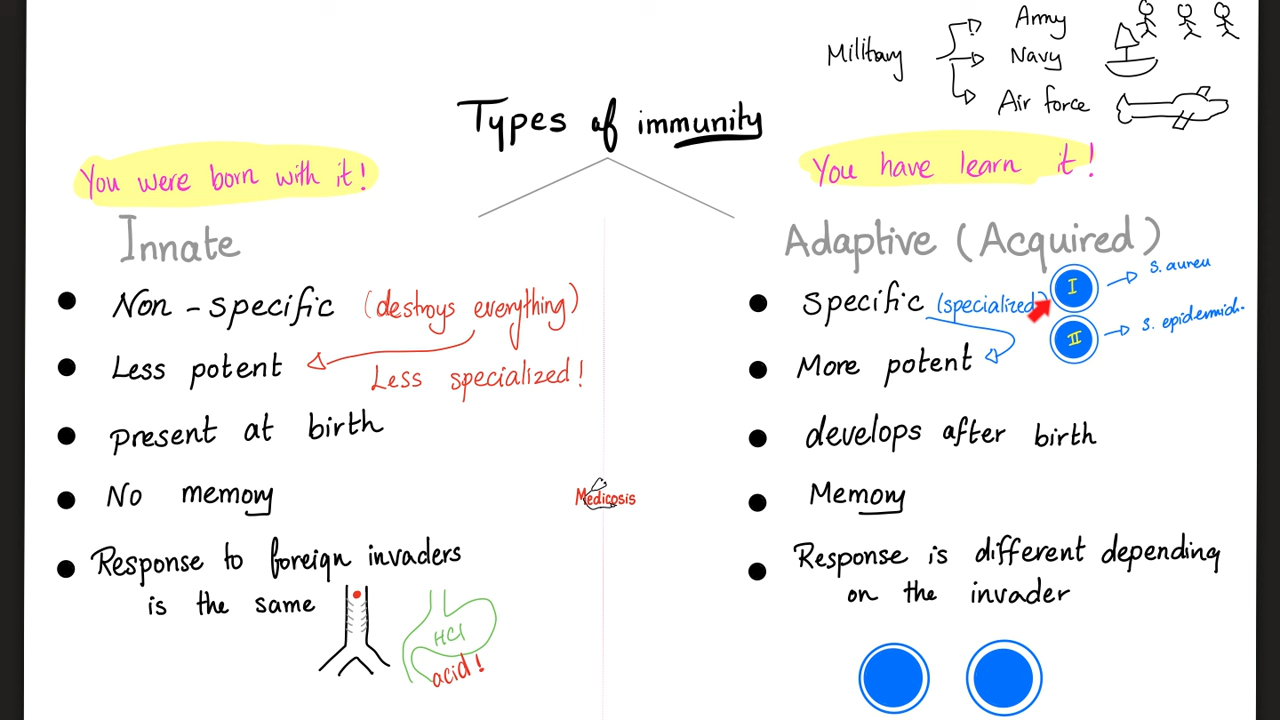 Military
Army
Navy
Air force
Types of immunity
You were born with it!
You have learn it!
Innate
Adaptive (Acquired)
Non-specific (destroys everything)
Less potent
Less specialized!
present at birth
No memory
Response to foreign invaders
is the same
HCl
acid!
Medicosis
specific (specialized)
I
S. aureu
II
S. epidermid.
More potent
develops after birth
Memory
Response is different depending
on the invader